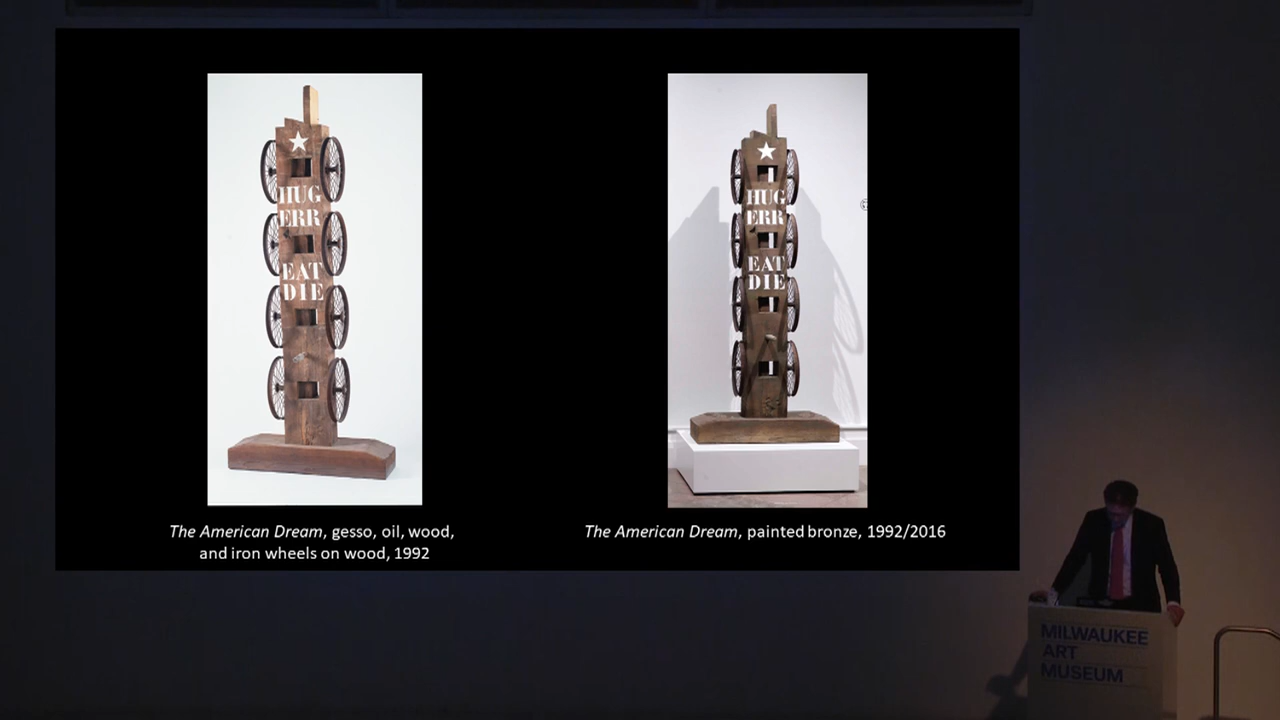 HUG
ERR
EAT
DIE
HUG
ERR
EAT
DIE
The American Dream, gesso, oil, wood,
and iron wheels on wood, 1992
The American Dream, painted bronze, 1992/2016
MILWAUKEE
ART
MUSEUM